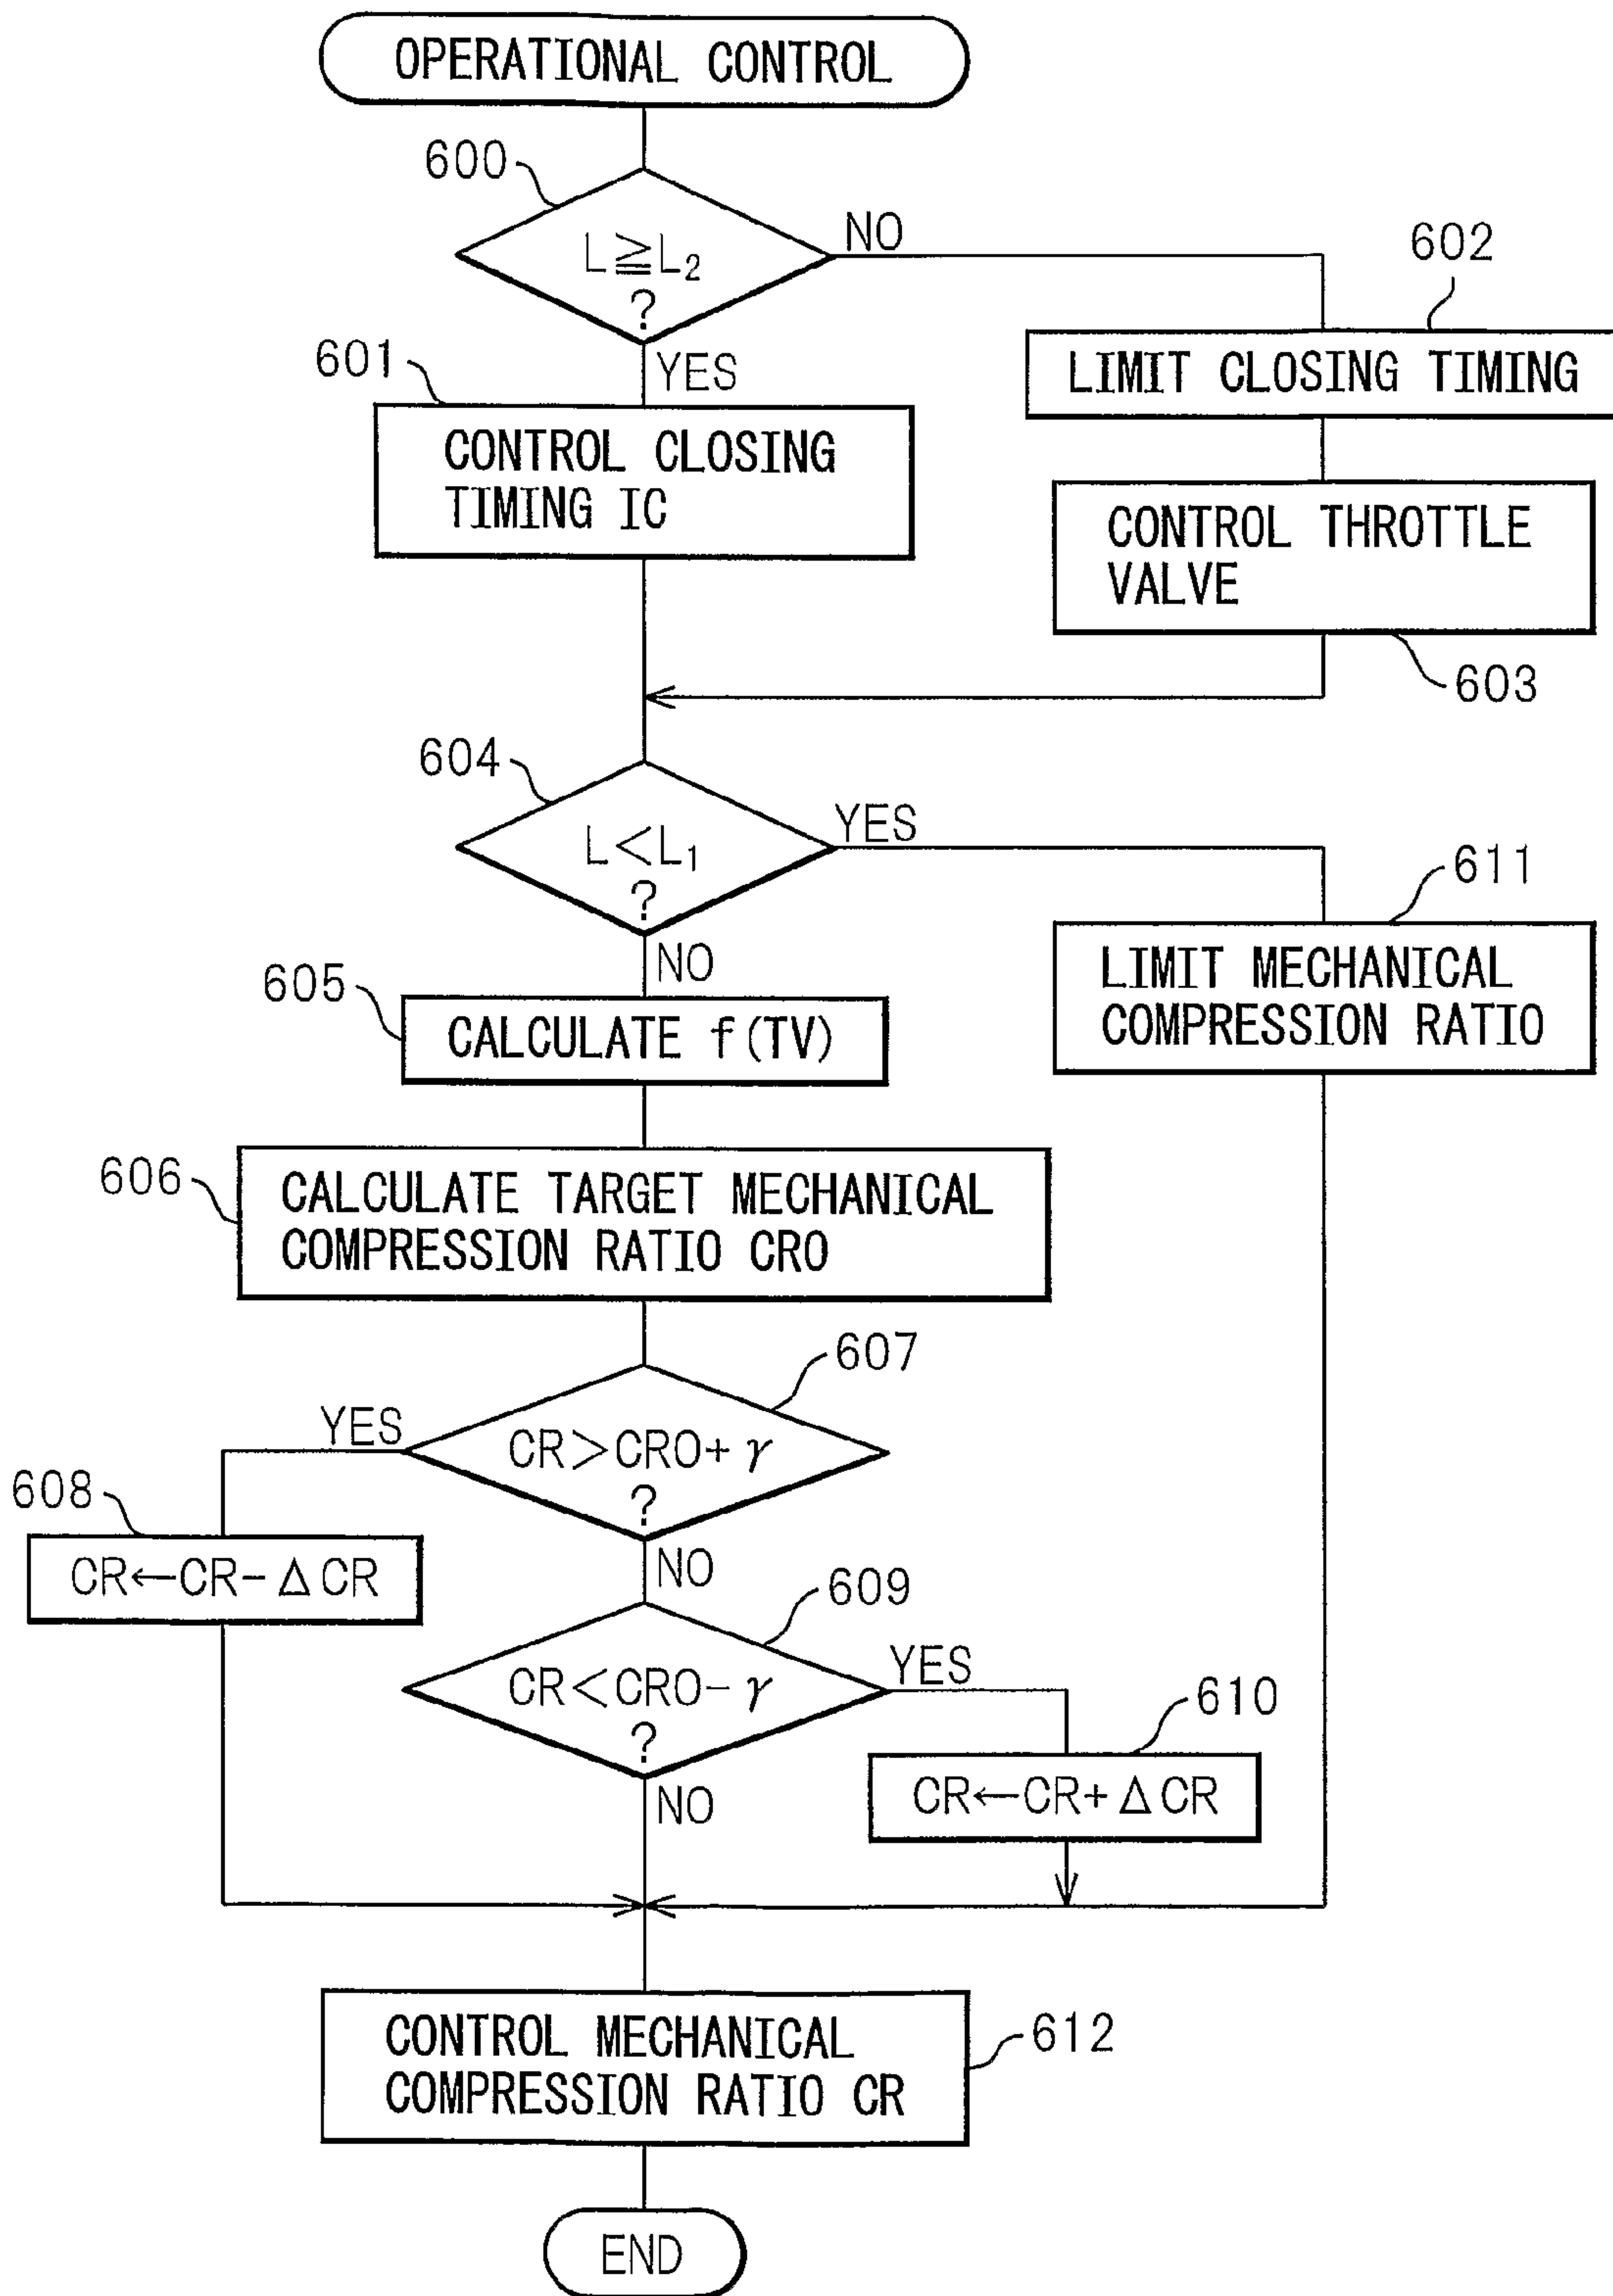 OPERATIONAL CONTROL
600
L≧L₂
?
NO
YES
602
LIMIT CLOSING TIMING
601
CONTROL CLOSING
TIMING IC
CONTROL THROTTLE
VALVE
603
604
L<L₁
?
YES
NO
611
LIMIT MECHANICAL
COMPRESSION RATIO
605
CALCULATE f(TV)
606
CALCULATE TARGET MECHANICAL
COMPRESSION RATIO CRO
607
CR>CRO+γ
?
YES
NO
608
CR←CR-ΔCR
609
CR<CRO-γ
?
YES
NO
610
CR←CR+ΔCR
CONTROL MECHANICAL
COMPRESSION RATIO CR
612
END